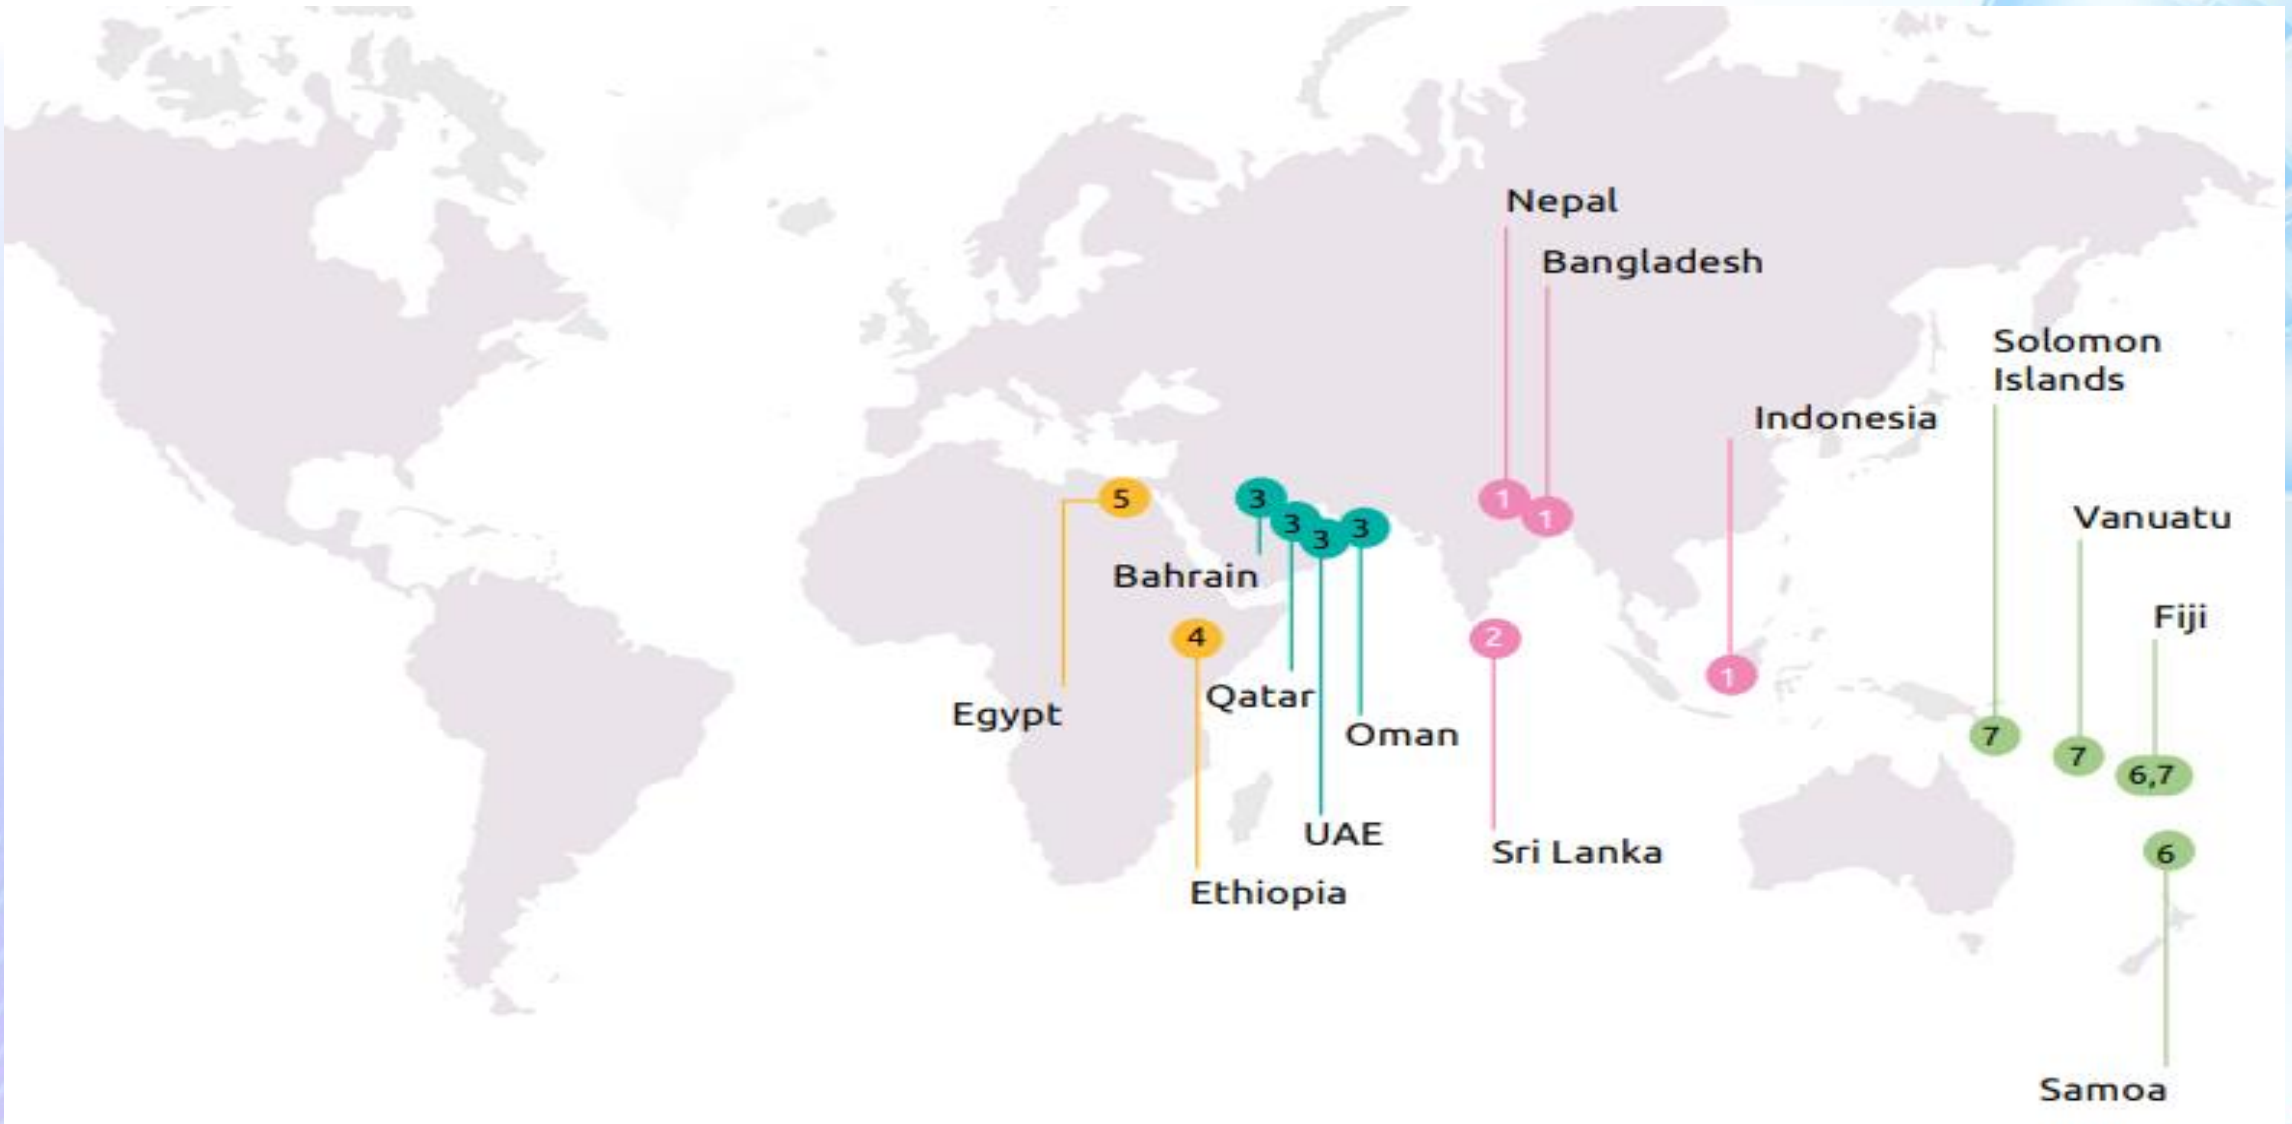 Nepal
Bangladesh
Solomon
Islands
Indonesia
5
3
3
3
3
1
1
Vanuatu
Bahrain
Fiji
4
2
1
Egypt
Qatar
Oman
7
7
6,7
UAE
Sri Lanka
6
Ethiopia
Samoa